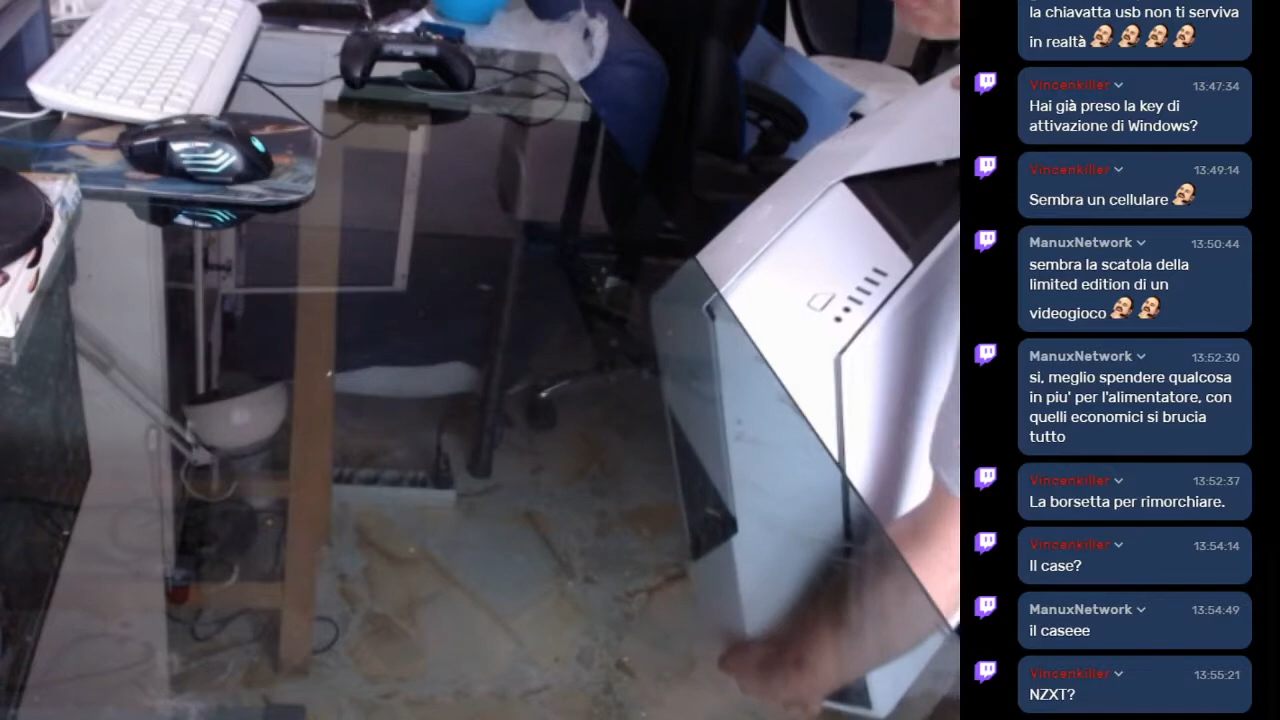 la chiavatta usb non ti serviva
in realtà
Vincenkiller 13:47:34
Hai già preso la key di
attivazione di Windows?
Vincenkiller 13:49:14
Sembra un cellulare
ManuxNetwork 13:50:44
sembra la scatola della
limited edition di un
videogioco
ManuxNetwork 13:52:30
si, meglio spendere qualcosa
in piu' per l'alimentatore, con
quelli economici si brucia
tutto
Vincenkiller 13:52:37
La borsetta per rimorchiare.
Vincenkiller 13:54:14
Il case?
ManuxNetwork 13:54:49
il caseee
Vincenkiller 13:55:21
NZXT?